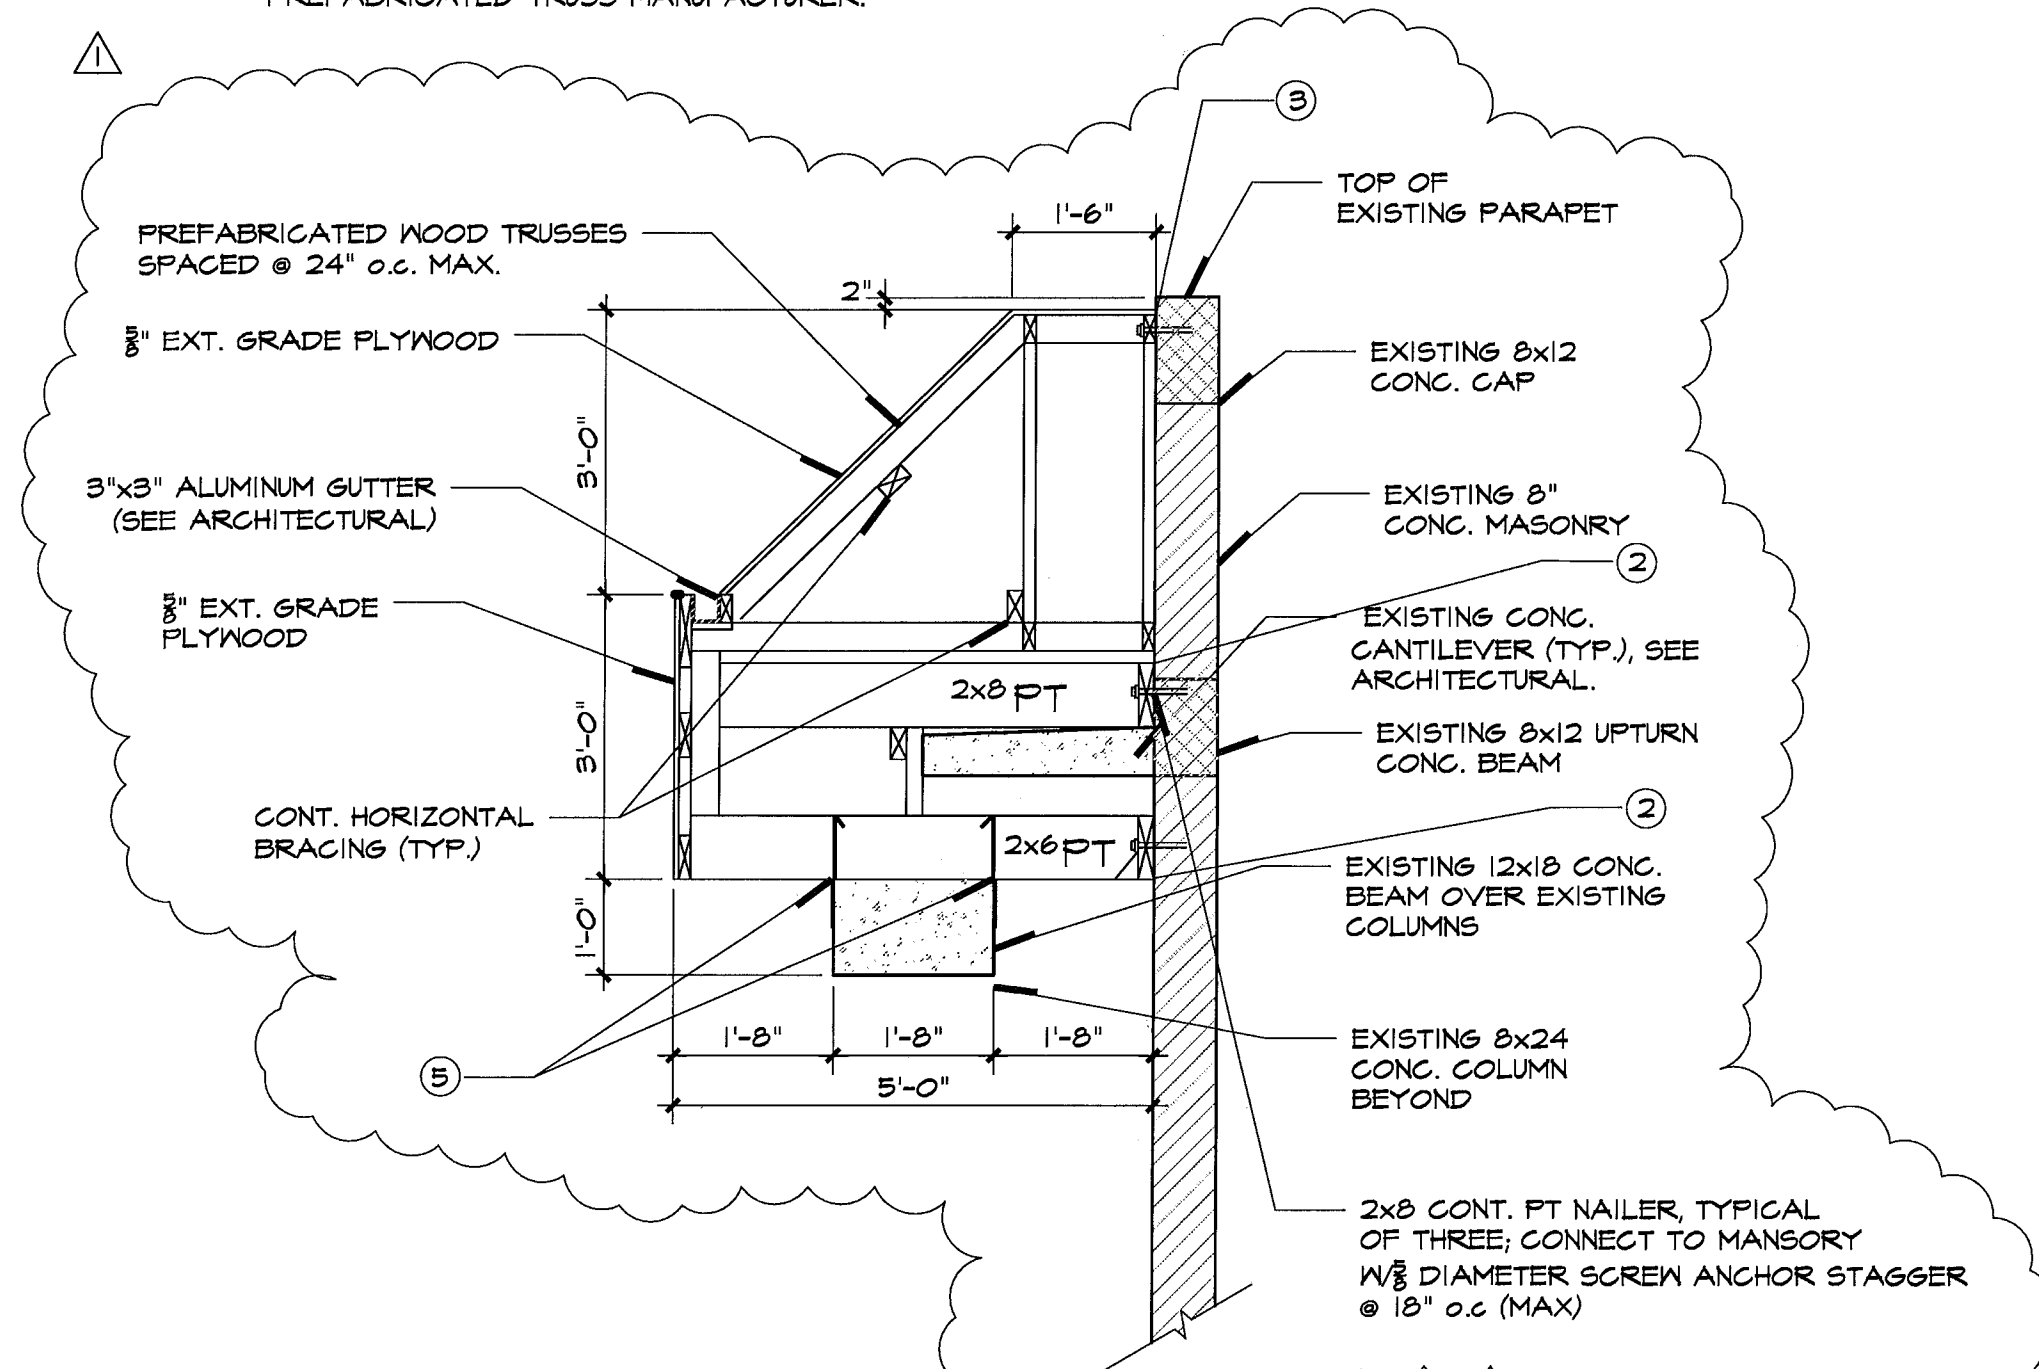 PREFABRICATED TRUSS MANUFACTURER.
1
3
TOP OF
EXISTING PARAPET
1'-6"
PREFABRICATED WOOD TRUSSES
SPACED @ 24" o.c. MAX.
2"
5/8" EXT. GRADE PLYWOOD
EXISTING 8x12
CONC. CAP
3'-0"
3"x3" ALUMINUM GUTTER
(SEE ARCHITECTURAL)
EXISTING 8"
CONC. MASONRY
2
5/8" EXT. GRADE
PLYWOOD
EXISTING CONC.
CANTILEVER (TYP.), SEE
ARCHITECTURAL.
2x8 PT
3'-0"
EXISTING 8x12 UPTURN
CONC. BEAM
CONT. HORIZONTAL
BRACING (TYP.)
2
2x6 PT
EXISTING 12x18 CONC.
BEAM OVER EXISTING
COLUMNS
1'-0"
1'-8" 1'-8" 1'-8"
5'-0"
5
EXISTING 8x24
CONC. COLUMN
BEYOND
2x8 CONT. PT NAILER, TYPICAL
OF THREE; CONNECT TO MANSORY
W/5/8 DIAMETER SCREW ANCHOR STAGGER
@ 18" o.c (MAX)